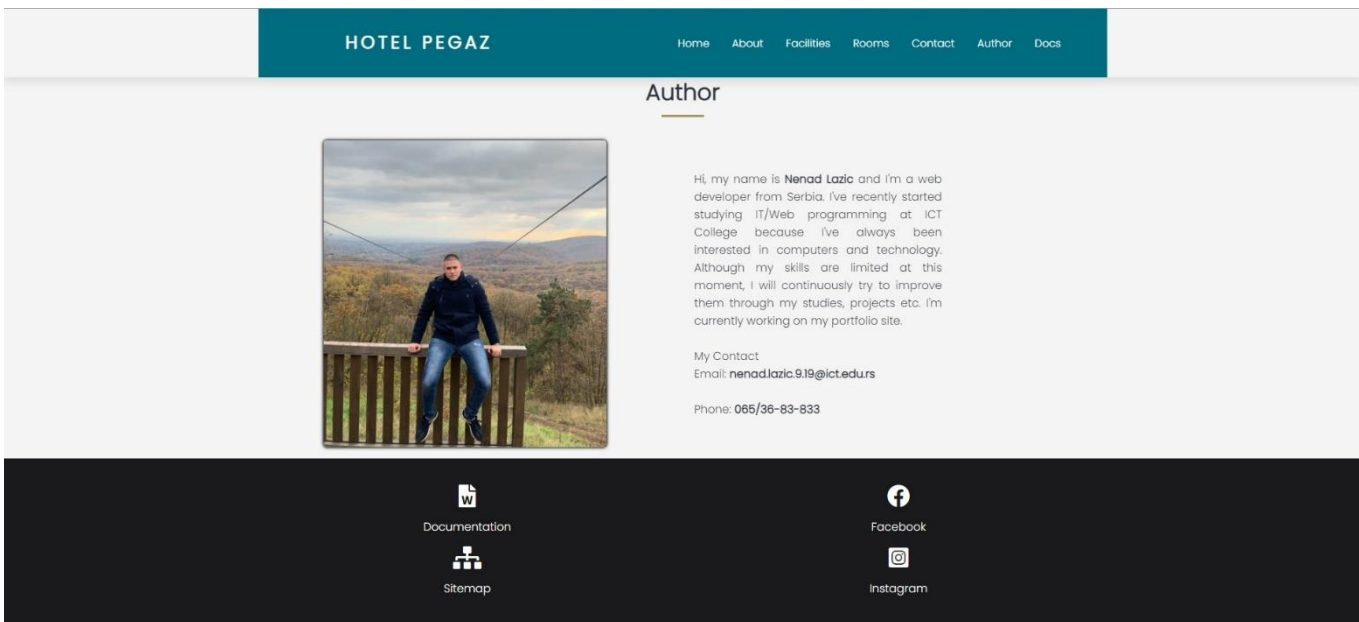 HOTEL PEGAZ
Home About Facilities Rooms Contact Author Docs
Author
Hi, my name is Nenad Lazic and I'm a web
developer from Serbia. I've recently started
studying IT/Web programming at ICT
College because I've always been
interested in computers and technology.
Although my skills are limited at this
moment, I will continuously try to improve
them through my studies, projects etc. I'm
currently working on my portfolio site.
My Contact
Email: nenad.lazic.9.19@ict.edu.rs
Phone: 065/36-83-833
W
Documentation
Facebook
Sitemap
Instagram